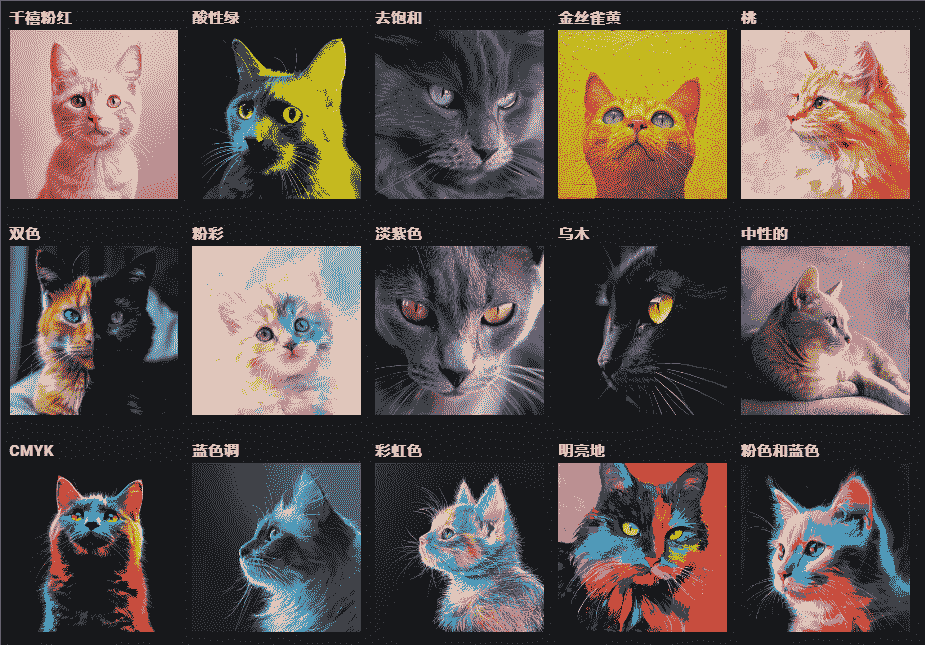 千禧粉红
酸性绿
去饱和
金丝雀黄
桃
双色
粉彩
淡紫色
乌木
中性的
CMYK
蓝色调
彩虹色
明亮地
粉色和蓝色